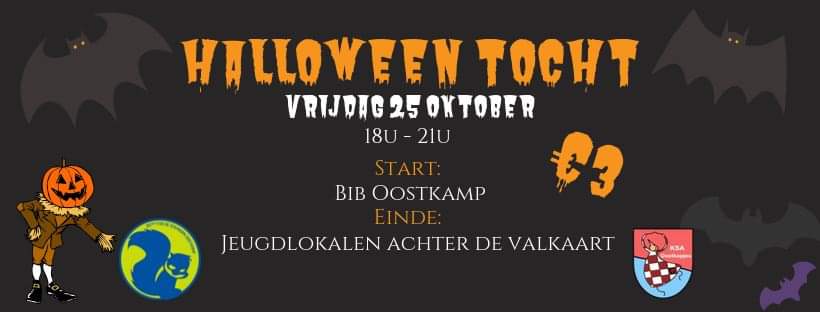 HALLOWEEN TOCHT
VRIJDAG 25 OKTOBER
18U - 21U
€3
START:
BIB OOSTKAMP
EINDE:
JEUGDLOKALEN ACHTER DE VALKAART
KSA